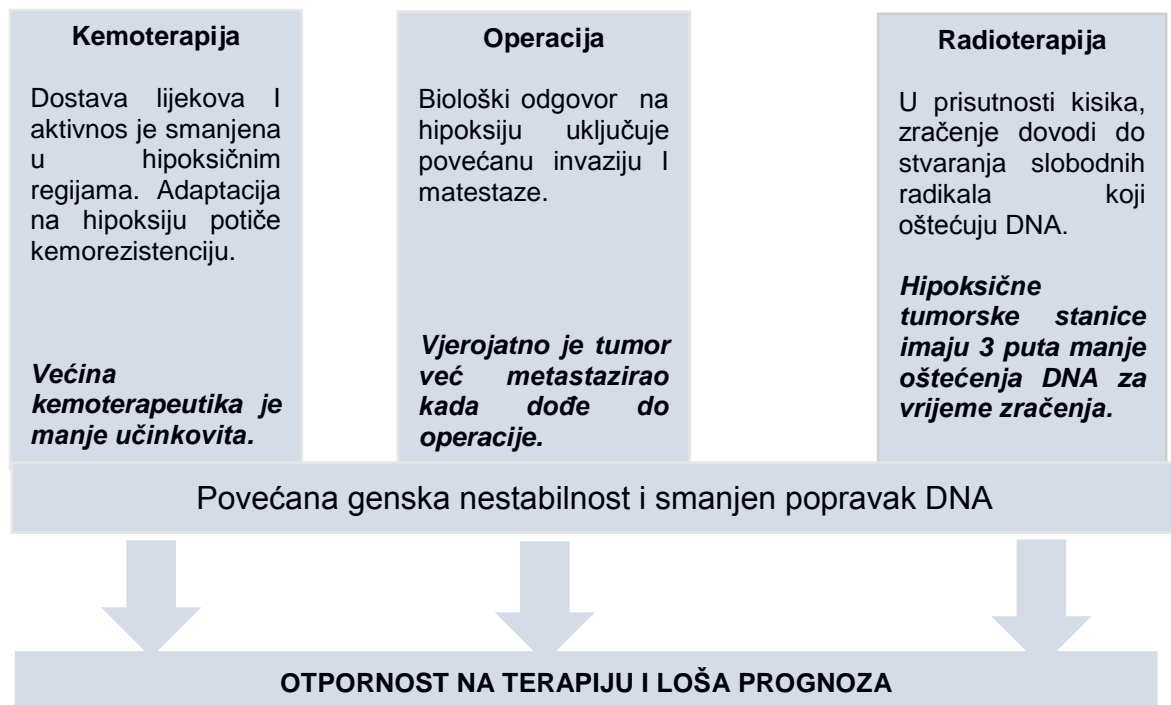 Kemoterapija
Dostava lijekova I
aktivnos je smanjena
u hipoksičnim
regijama. Adaptacija
na hipoksiju potiče
kemorezistenciju.
Većina
kemoterapeutika je
manje učinkovita.
Operacija
Biološki odgovor na
hipoksiju uključuje
povećanu invaziju I
matestaze.
Vjerojatno je tumor
već metastazirao
kada dođe do
operacije.
Radioterapija
U prisutnosti kisika,
zračenje dovodi do
stvaranja slobodnih
radikala koji
oštećuju DNA.
Hipoksične
tumorske stanice
imaju 3 puta manje
oštećenja DNA za
vrijeme zračenja.
Povećana genska nestabilnost i smanjen popravak DNA
OTPORNOST NA TERAPIJU I LOŠA PROGNOZA